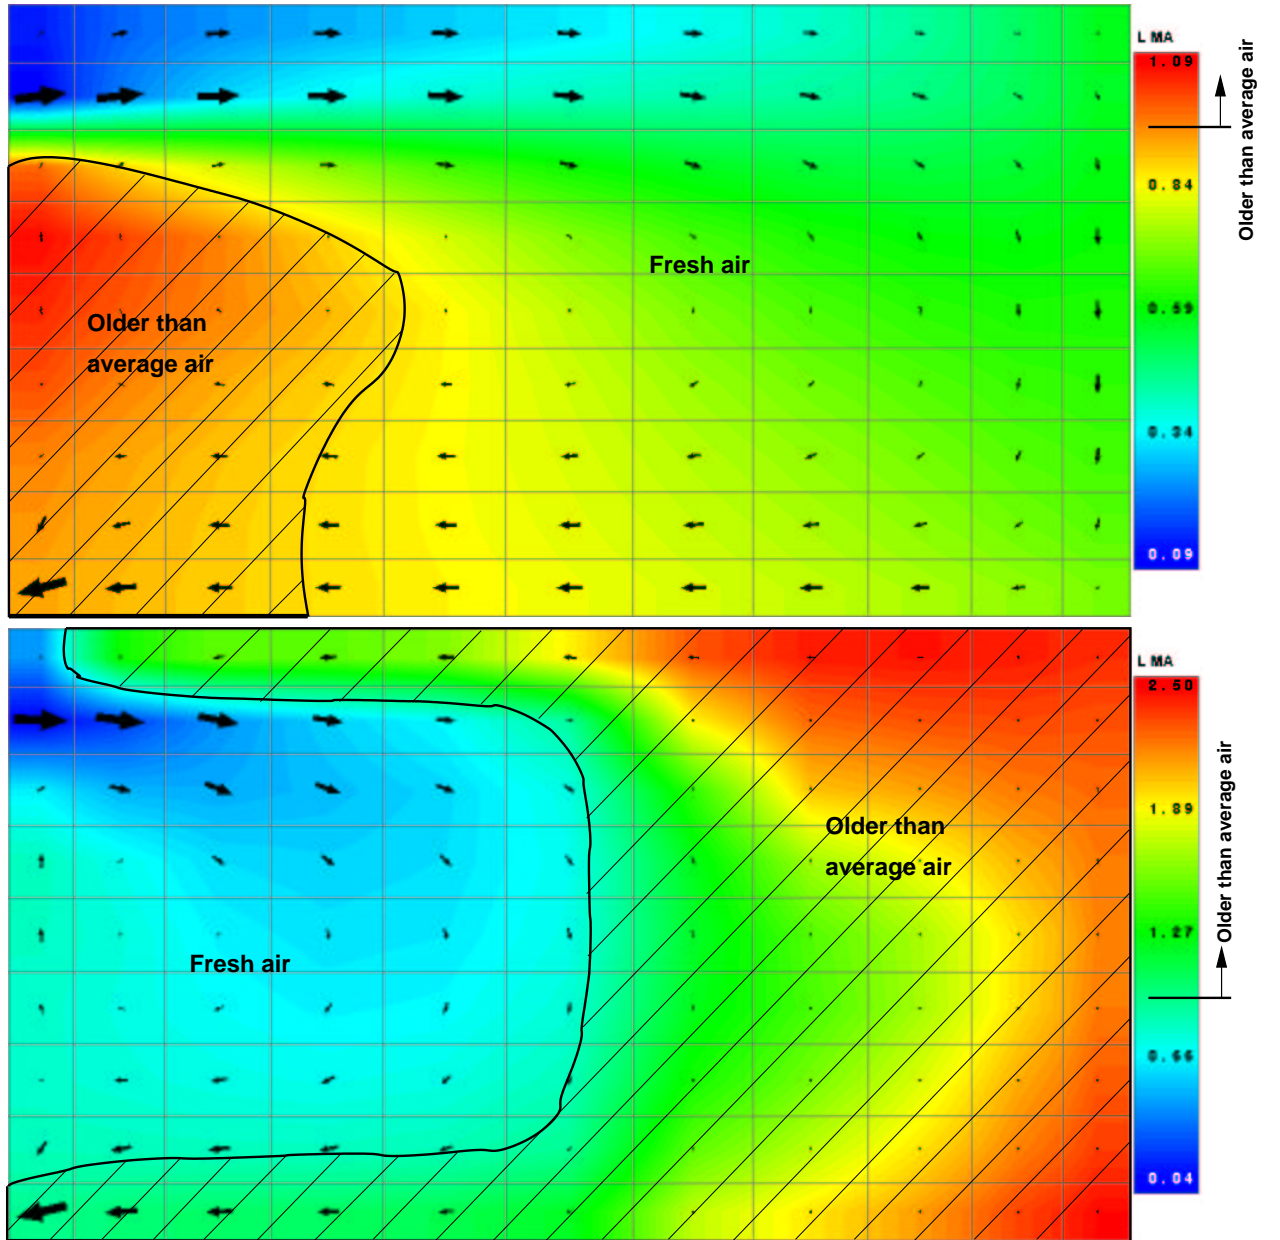 L MA
1.09
Older than average air
0.84
Fresh air
0.59
Older than
average air
0.34
0.09
L MA
2.50
Older than average air
1.89
Older than
average air
1.27
Fresh air
0.66
0.04